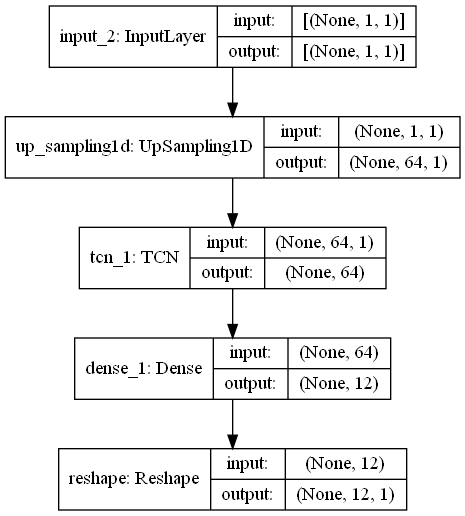 input_2: InputLayer
input: [(None, 1, 1)]
output: [(None, 1, 1)]
up_sampling1d: UpSampling1D
input: (None, 1, 1)
output: (None, 64, 1)
tcn_1: TCN
input: (None, 64, 1)
output: (None, 64)
dense_1: Dense
input: (None, 64)
output: (None, 12)
reshape: Reshape
input: (None, 12)
output: (None, 12, 1)